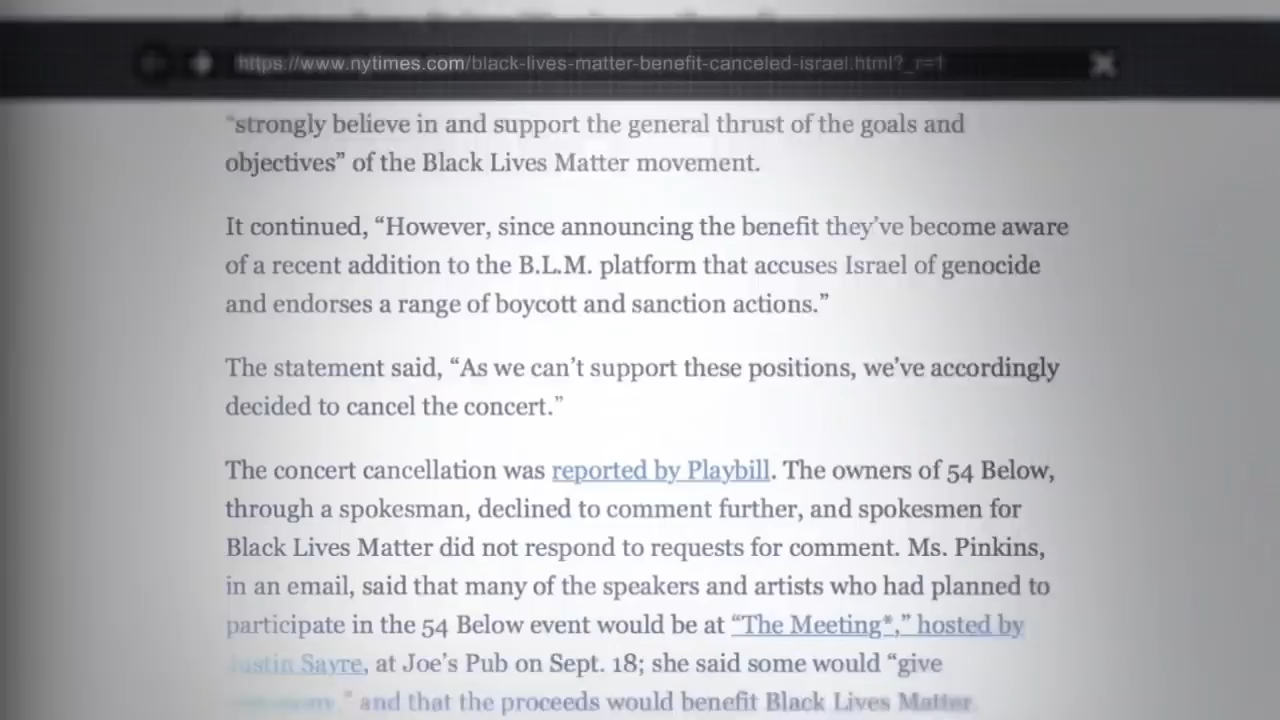 https://www.nytimes.com/black-lives-matter-benefit-canceled-israel.html?_r=1
“strongly believe in and support the general thrust of the goals and
objectives” of the Black Lives Matter movement.
It continued, “However, since announcing the benefit they’ve become aware
of a recent addition to the B.L.M. platform that accuses Israel of genocide
and endorses a range of boycott and sanction actions.”
The statement said, “As we can’t support these positions, we’ve accordingly
decided to cancel the concert.”
The concert cancellation was reported by Playbill. The owners of 54 Below,
through a spokesman, declined to comment further, and spokesmen for
Black Lives Matter did not respond to requests for comment. Ms. Pinkins,
in an email, said that many of the speakers and artists who had planned to
participate in the 54 Below event would be at “The Meeting*,” hosted by
Justin Sayre, at Joe’s Pub on Sept. 18; she said some would “give
and that the proceeds would benefit Black Lives Matter.